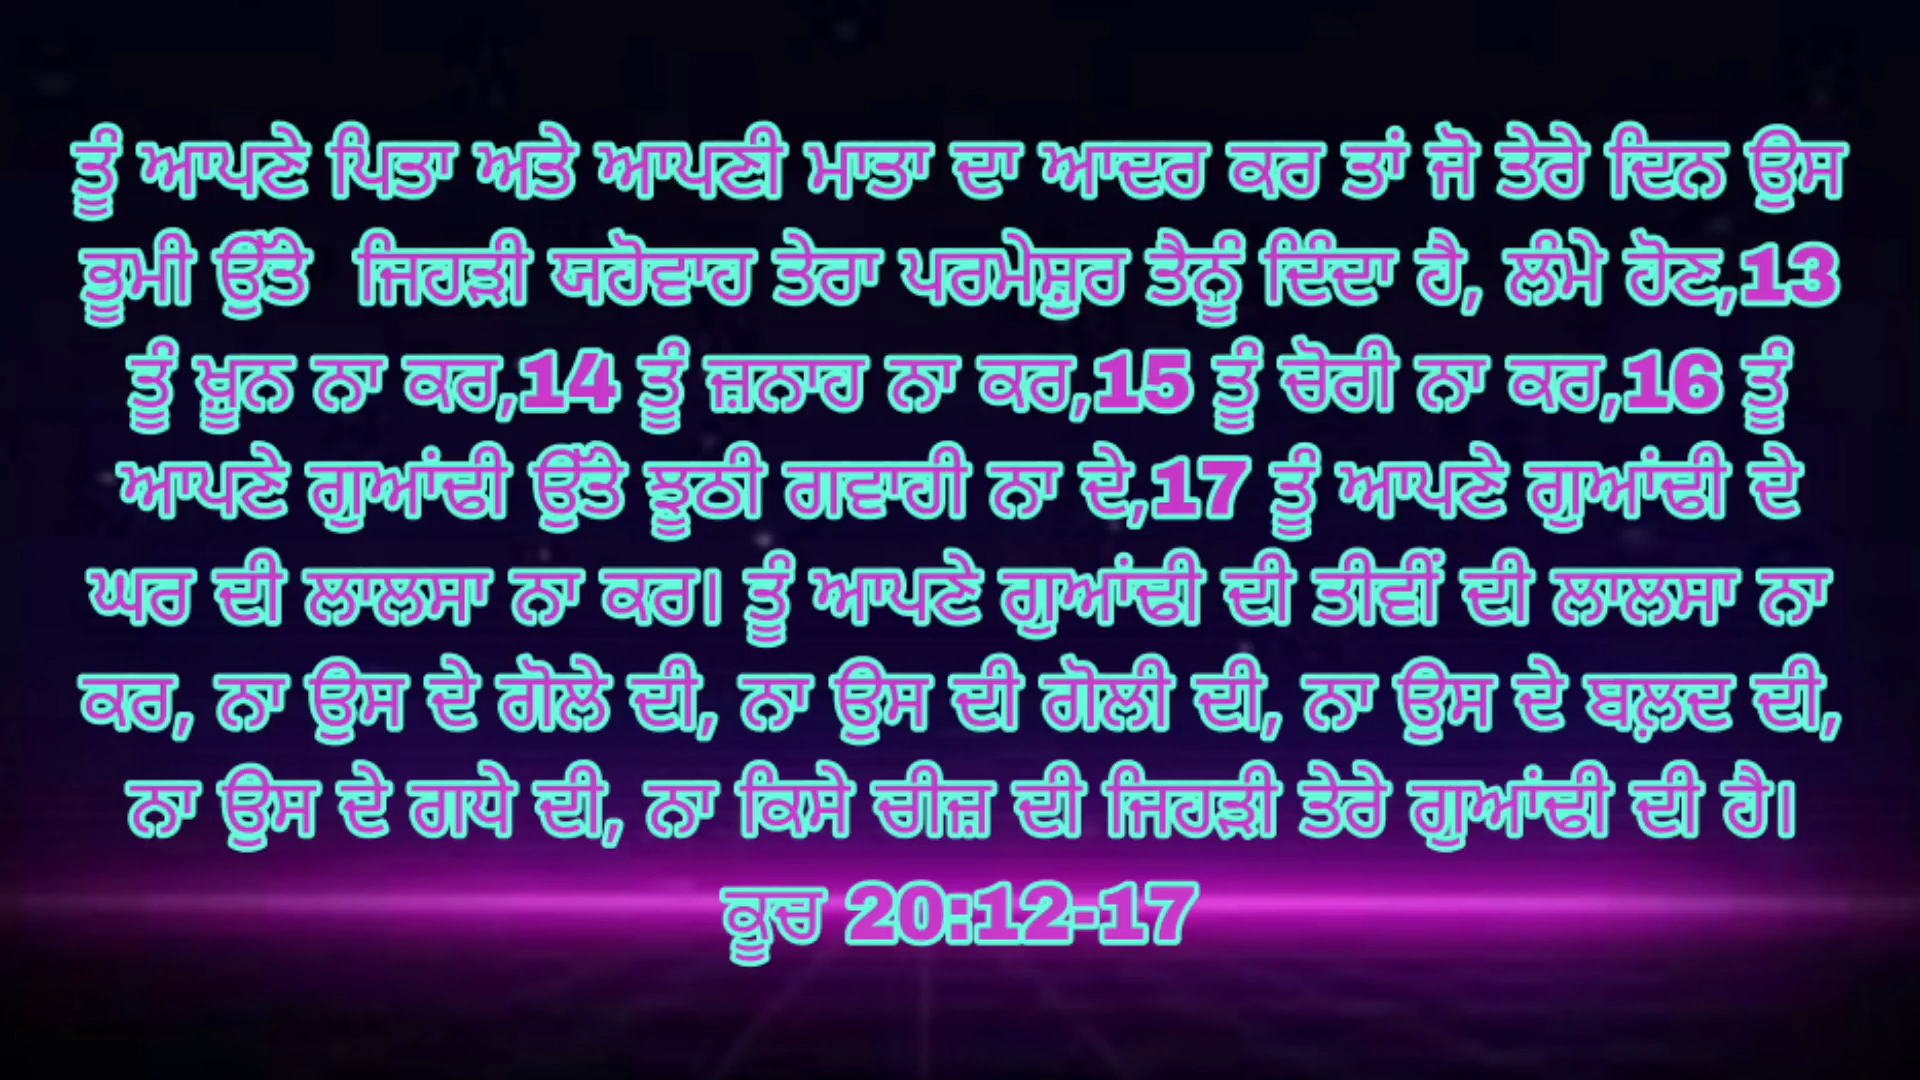 ਤੂੰ ਆਪਣੇ ਪਿਤਾ ਅਤੇ ਆਪਣੀ ਮਾਤਾ ਦਾ ਆਦਰ ਕਰ ਤਾਂ ਜੋ ਤੇਰੇ ਦਿਨ ਉਸ
ਭੂਮੀ ਉੱਤੇ ਜਿਹੜੀ ਯਹੋਵਾਹ ਤੇਰਾ ਪਰਮੇਸ਼ੁਰ ਤੈਨੂੰ ਦਿੰਦਾ ਹੈ, ਲੰਮੇ ਹੋਣ,13
ਤੂੰ ਖ਼ੂਨ ਨਾ ਕਰ,14 ਤੂੰ ਜ਼ਨਾਹ ਨਾ ਕਰ,15 ਤੂੰ ਚੋਰੀ ਨਾ ਕਰ,16 ਤੂੰ
ਆਪਣੇ ਗੁਆਂਢੀ ਉੱਤੇ ਝੂਠੀ ਗਵਾਹੀ ਨਾ ਦੇ,17 ਤੂੰ ਆਪਣੇ ਗੁਆਂਢੀ ਦੇ
ਘਰ ਦੀ ਲਾਲਸਾ ਨਾ ਕਰ। ਤੂੰ ਆਪਣੇ ਗੁਆਂਢੀ ਦੀ ਤੀਵੀਂ ਦੀ ਲਾਲਸਾ ਨਾ
ਕਰ, ਨਾ ਉਸ ਦੇ ਗੋਲੇ ਦੀ, ਨਾ ਉਸ ਦੀ ਗੋਲੀ ਦੀ, ਨਾ ਉਸ ਦੇ ਬਲ਼ਦ ਦੀ,
ਨਾ ਉਸ ਦੇ ਗਧੇ ਦੀ, ਨਾ ਕਿਸੇ ਚੀਜ਼ ਦੀ ਜਿਹੜੀ ਤੇਰੇ ਗੁਆਂਢੀ ਦੀ ਹੈ।
ਕੂਚ 20:12-17